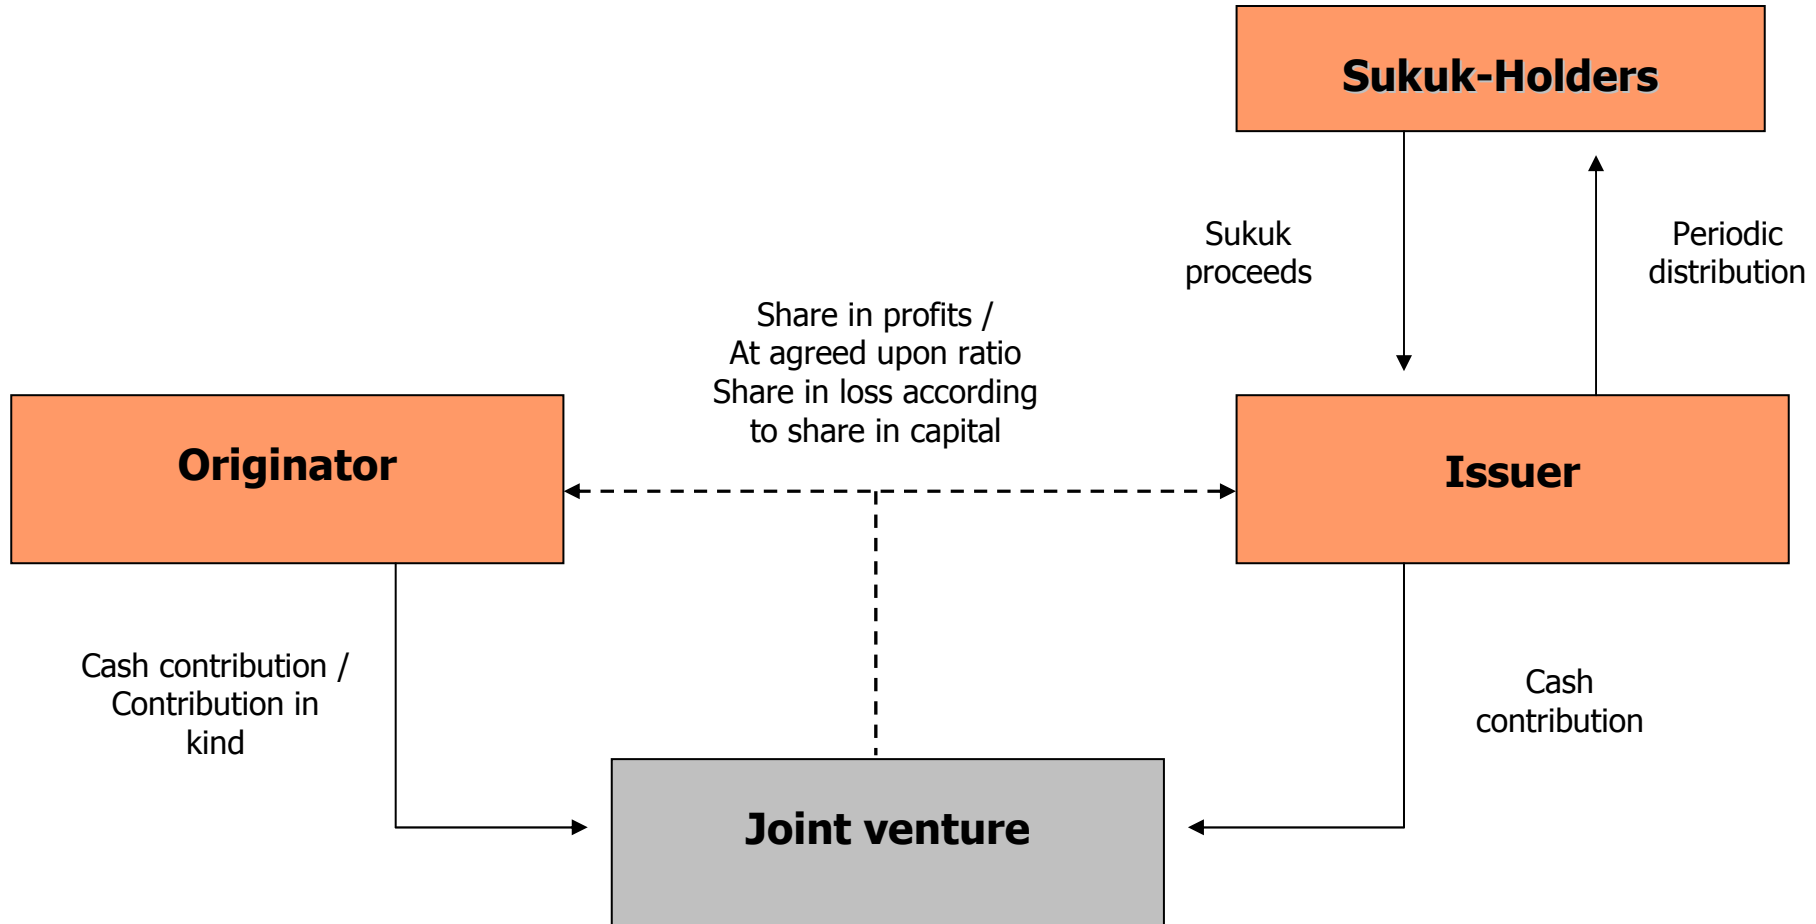 Sukuk-Holders
Sukuk
proceeds
Periodic
distribution
Share in profits /
At agreed upon ratio
Share in loss according
to share in capital
Originator
Issuer
Cash contribution /
Contribution in
kind
Cash
contribution
Joint venture